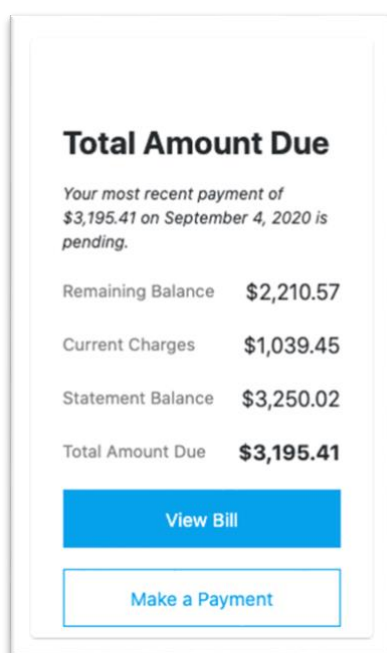 Total Amount Due
Your most recent payment of
$3,195.41 on September 4, 2020 is
pending.
Remaining Balance $2,210.57
Current Charges $1,039.45
Statement Balance $3,250.02
Total Amount Due $3,195.41
View Bill
Make a Payment